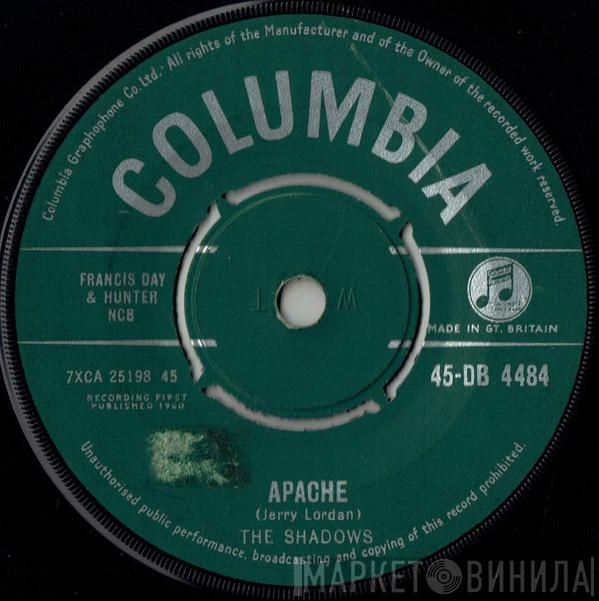 Columbia Graphophone Co. Ltd. · All rights of the Manufacturer and of the Owner of the recorded work reserved.
COLUMBIA
FRANCIS DAY
& HUNTER
NCB
MADE IN GT. BRITAIN
7XCA 25198 45
45-DB 4484
RECORDING FIRST
PUBLISHED 1960
W T
APACHE
(Jerry Lordan)
THE SHADOWS
Unauthorised public performance, broadcasting and copying of this record prohibited.
МАРКЕТ ВИНИЛА